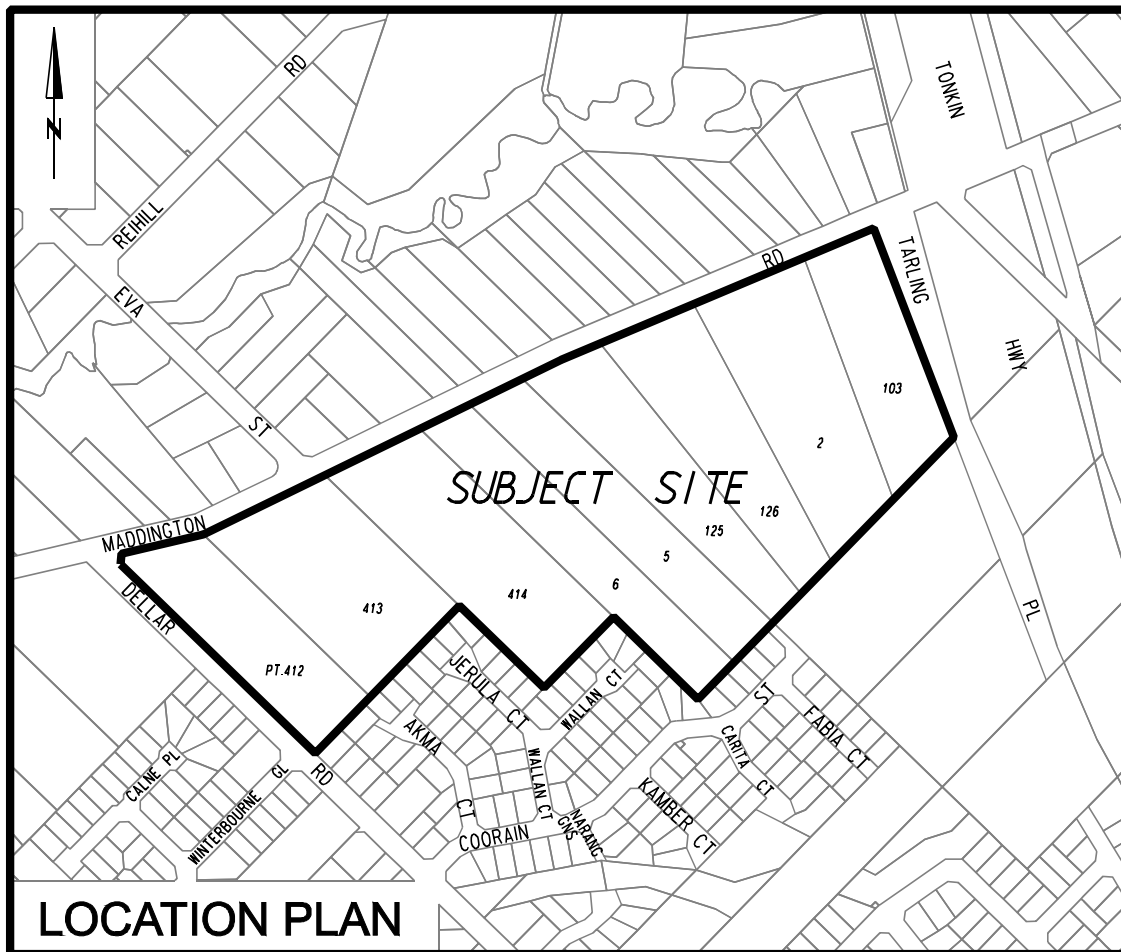 N
RD
REIHILL
EVA
ST
TONKIN
HWY
TARLING
PL
RD
MADDINGTON
DELLAR
RD
SUBJECT SITE
103
2
126
125
5
6
414
413
PT.412
JERULA CT
WALLAN CT
AKMA
CT
WALLAN CT
NARANG
GNS
COORAIN
ST
CARITA CT
FABIA CT
KAMBER CT
CALNE PL
WINTERBOURNE GL
LOCATION PLAN